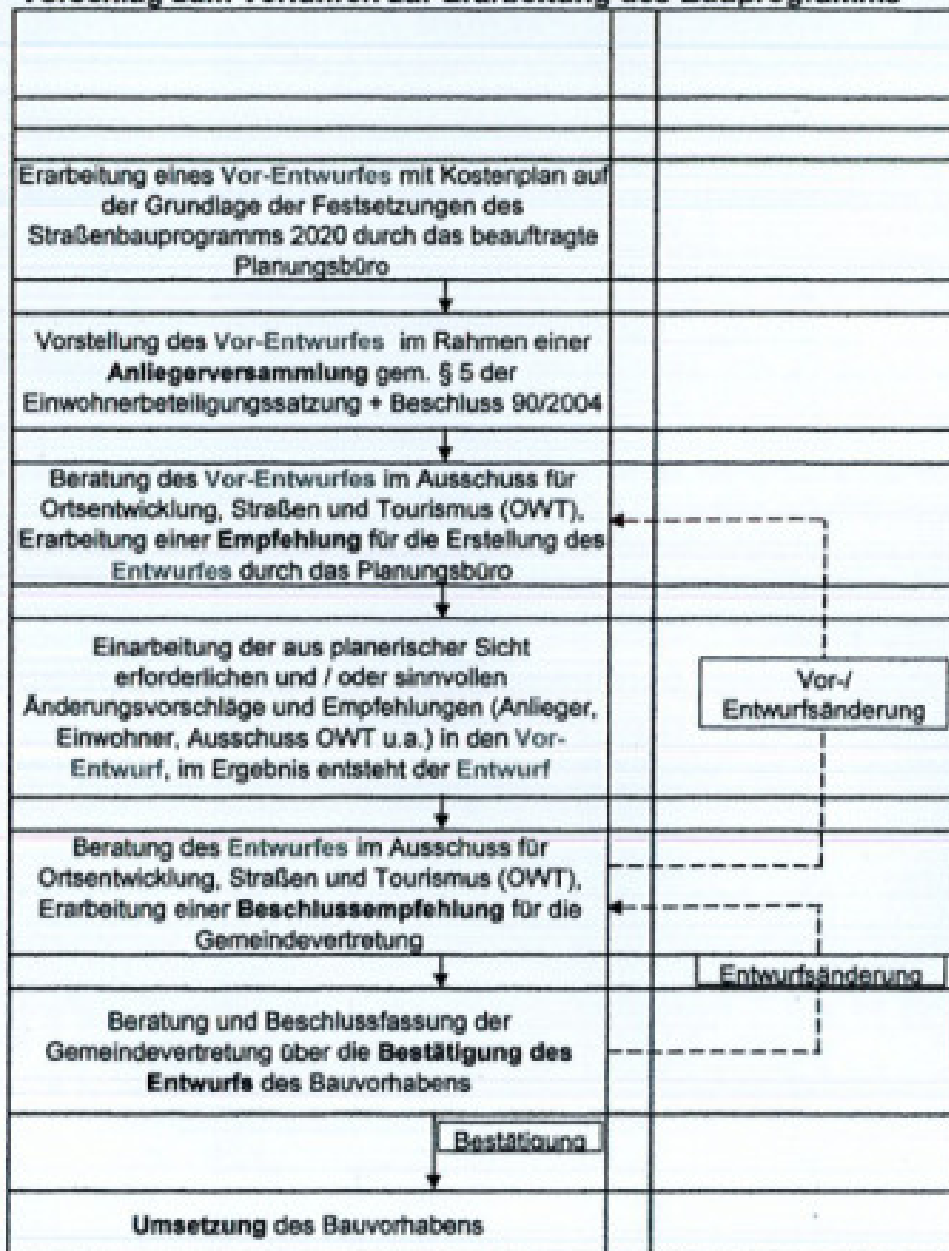 Erarbeitung eines Vor-Entwurfes mit Kostenplan auf
der Grundlage der Festsetzungen des
Straßenbauprogramms 2020 durch das beauftragte
Planungsbüro
Vorstellung des Vor-Entwurfes im Rahmen einer
Anliegerversammlung gem. § 5 der
Einwohnerbeteiligungssatzung + Beschluss 90/2004
Beratung des Vor-Entwurfes im Ausschuss für
Ortsentwicklung, Straßen und Tourismus (OWT),
Erarbeitung einer Empfehlung für die Erstellung des
Entwurfes durch das Planungsbüro
Einarbeitung der aus planerischer Sicht
erforderlichen und / oder sinnvollen
Änderungsvorschläge und Empfehlungen (Anlieger,
Einwohner, Ausschuss OWT u.a.) in den Vor-
Entwurf, im Ergebnis entsteht der Entwurf
Vor-/
Entwurfsänderung
Beratung des Entwurfes im Ausschuss für
Ortsentwicklung, Straßen und Tourismus (OWT),
Erarbeitung einer Beschlussempfehlung für die
Gemeindevertretung
Entwurfsänderung
Beratung und Beschlussfassung der
Gemeindevertretung über die Bestätigung des
Entwurfs des Bauvorhabens
Bestätigung
Umsetzung des Bauvorhabens